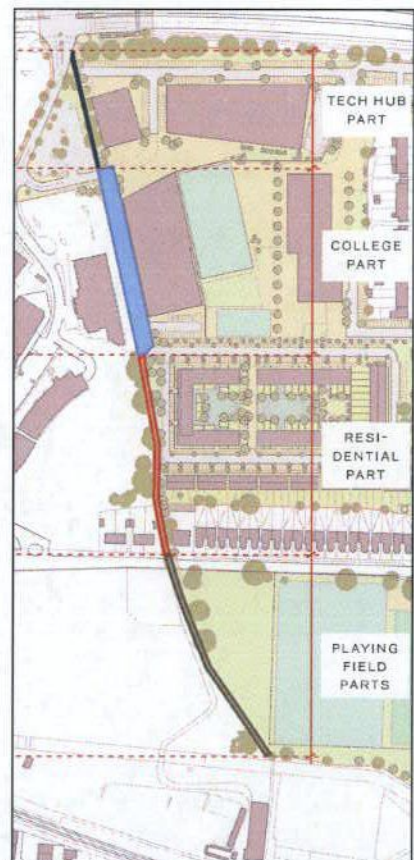 TECH HUB
PART
COLLEGE
PART
RESI-
DENTIAL
PART
PLAYING
FIELD
PARTS